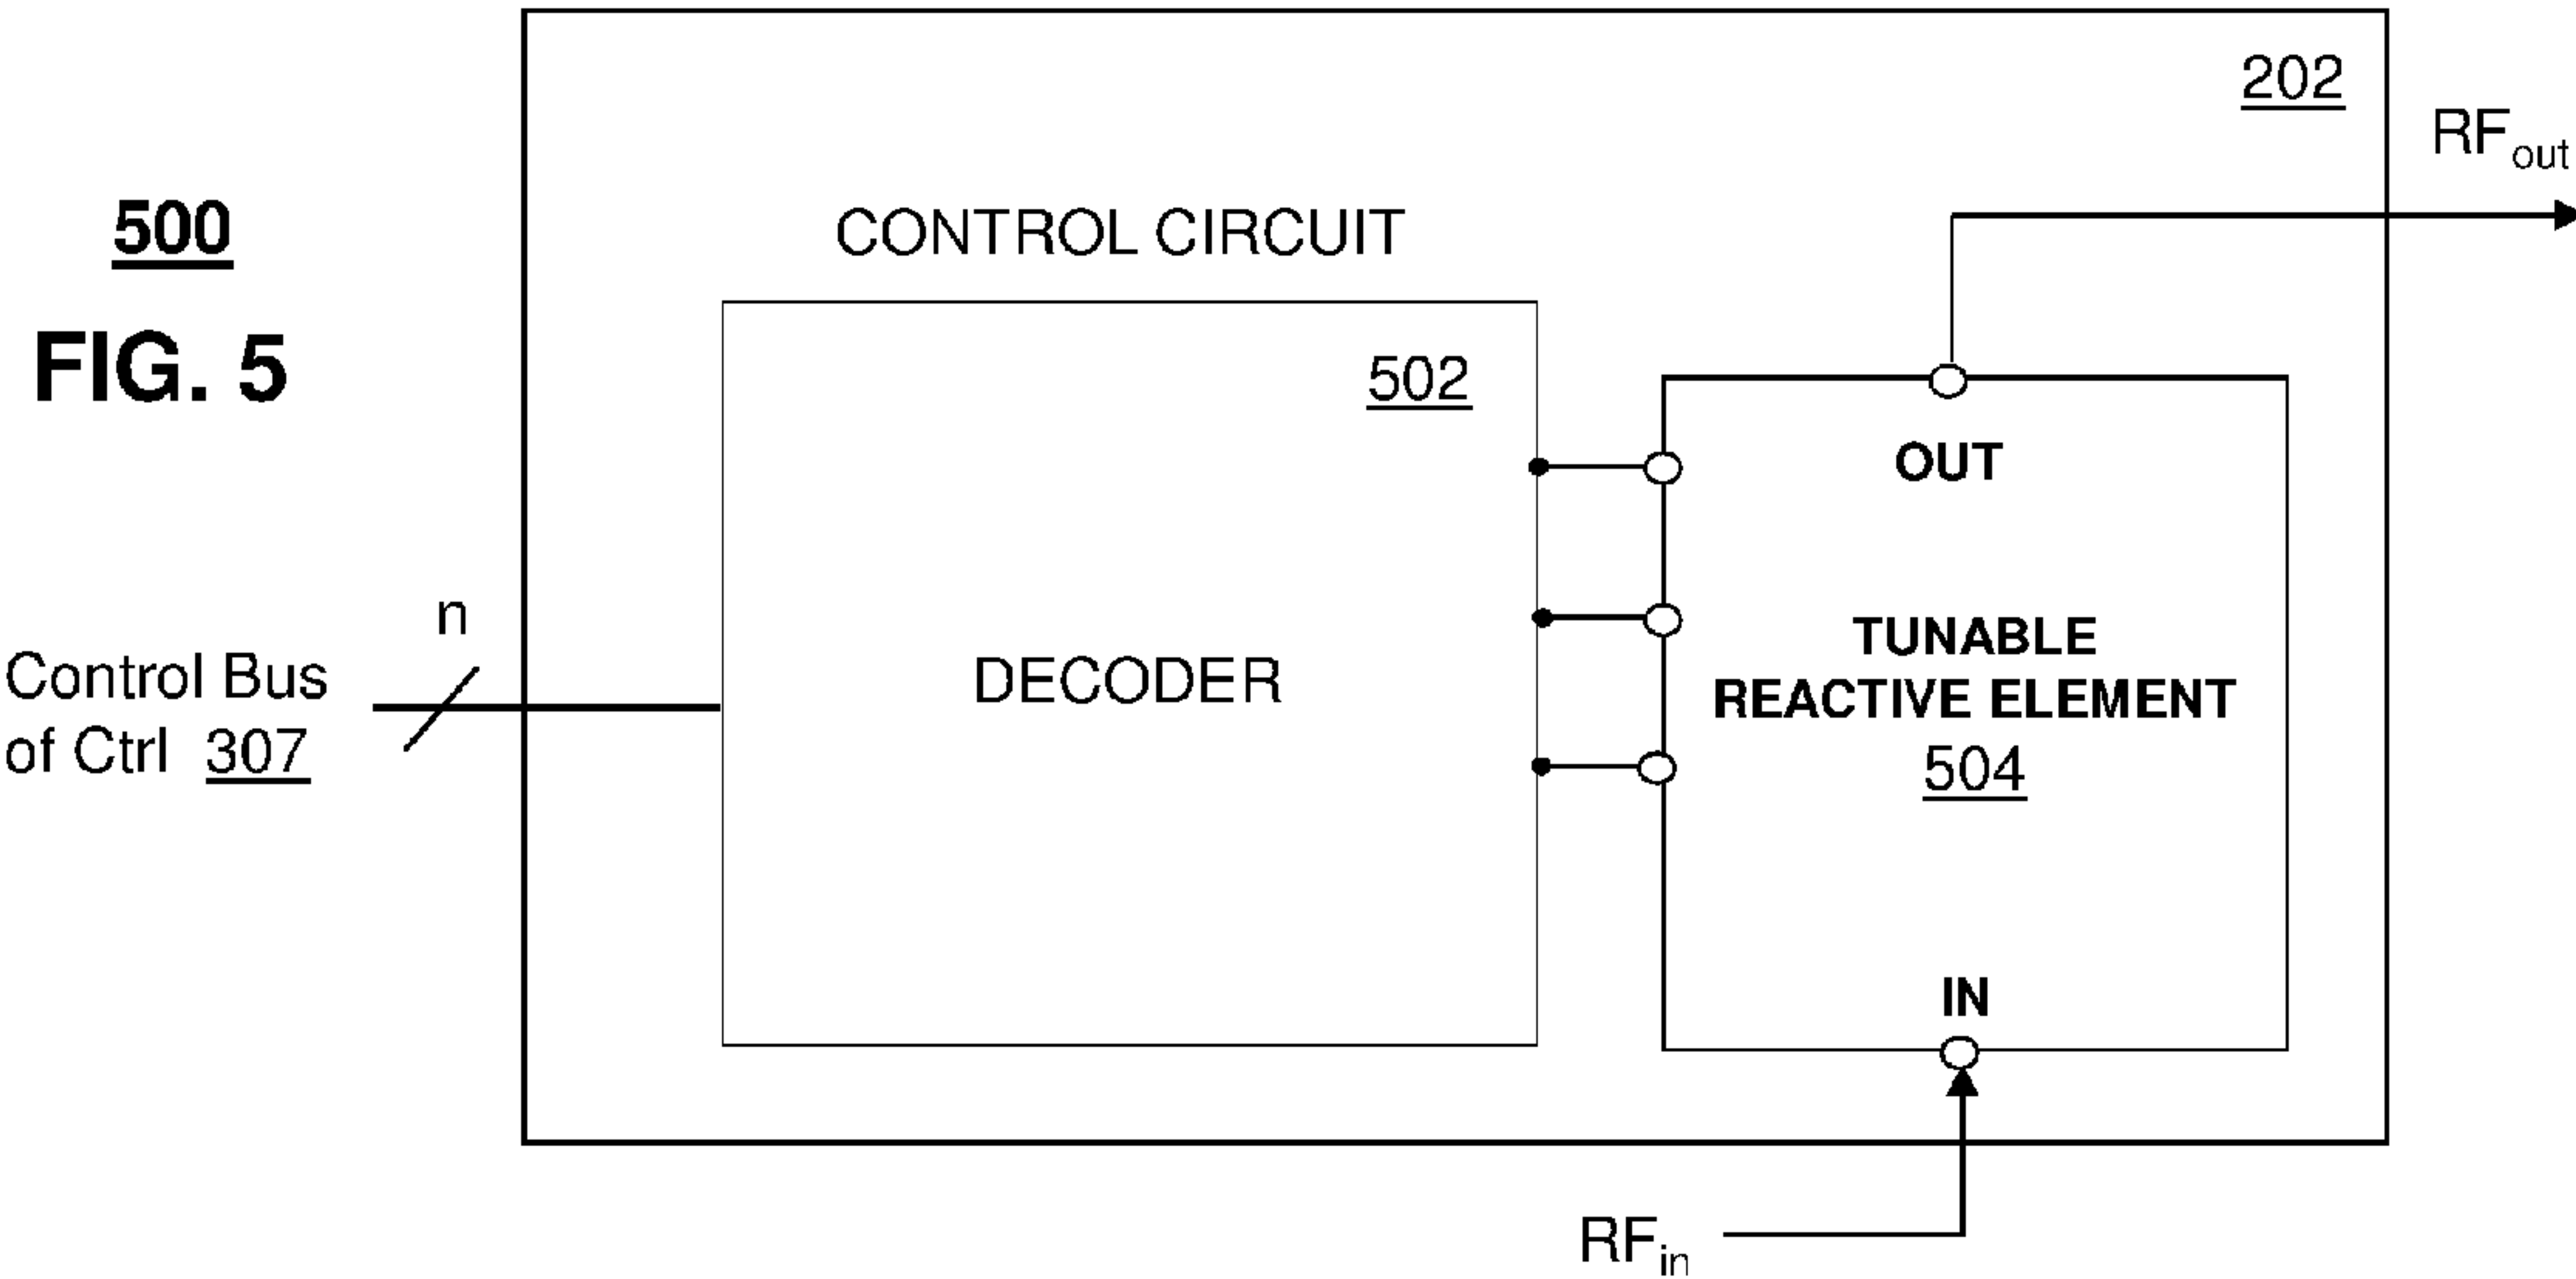 500
FIG. 5
202
RFout
CONTROL CIRCUIT
502
OUT
n
Control Bus
of Ctrl 307
DECODER
TUNABLE
REACTIVE ELEMENT
504
IN
RFin